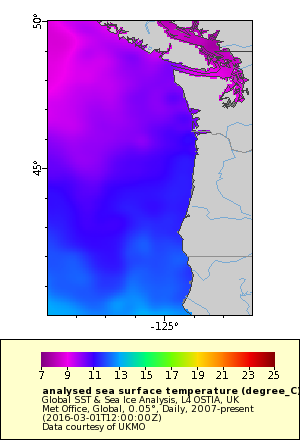 50°
45°
-125°
7 9 11 13 15 17 19 21 23 25
analysed sea surface temperature (degree_C)
Global SST & Sea Ice Analysis, L4 OSTIA, UK
Met Office, Global, 0.05°, Daily, 2007-present
(2016-03-01T12:00:00Z)
Data courtesy of UKMO